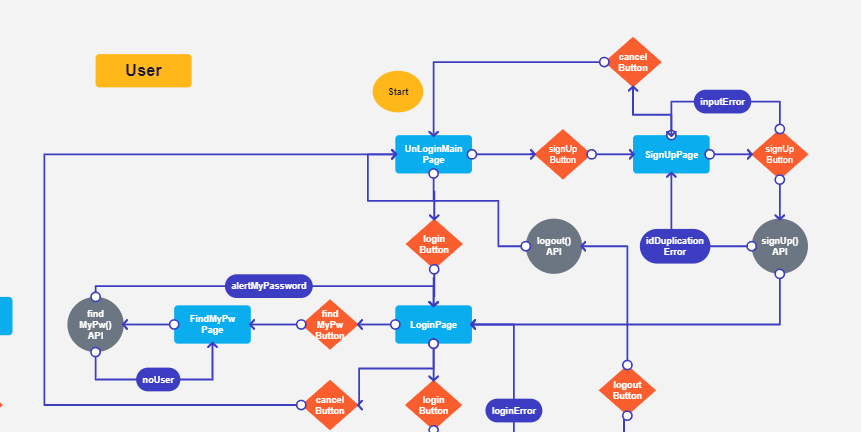 User
Start
cancel
Button
inputError
UnLoginMain
Page
signUp
Button
SignUpPage
signUp
Button
login
Button
logout()
API
idDuplication
Error
signUp()
API
alertMyPassword
find
MyPw()
API
FindMyPw
Page
find
MyPw
Button
LoginPage
noUser
cancel
Button
login
Button
loginError
logout
Button